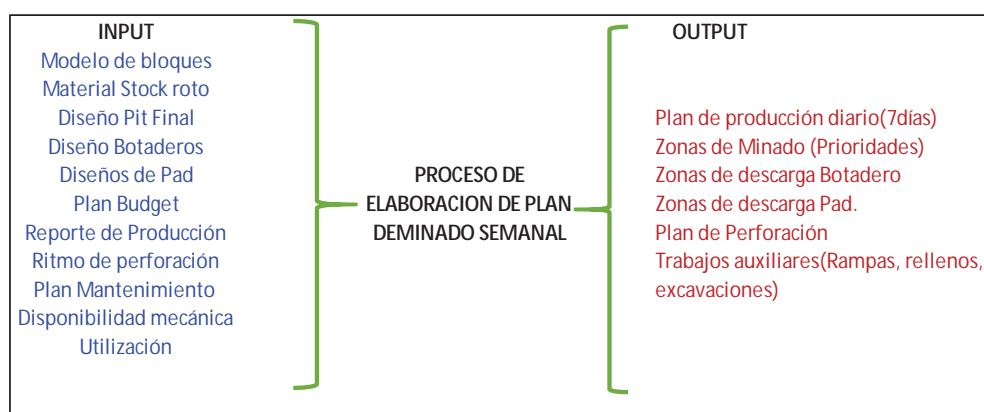 INPUT
Modelo de bloques
Material Stock roto
Diseño Pit Final
Diseño Botaderos
Diseños de Pad
Plan Budget
Reporte de Producción
Ritmo de perforación
Plan Mantenimiento
Disponibilidad mecánica
Utilización
PROCESO DE
ELABORACION DE PLAN
DEMINADO SEMANAL
OUTPUT
Plan de producción diario(7días)
Zonas de Minado (Prioridades)
Zonas de descarga Botadero
Zonas de descarga Pad.
Plan de Perforación
Trabajos auxiliares(Rampas, rellenos,
excavaciones)